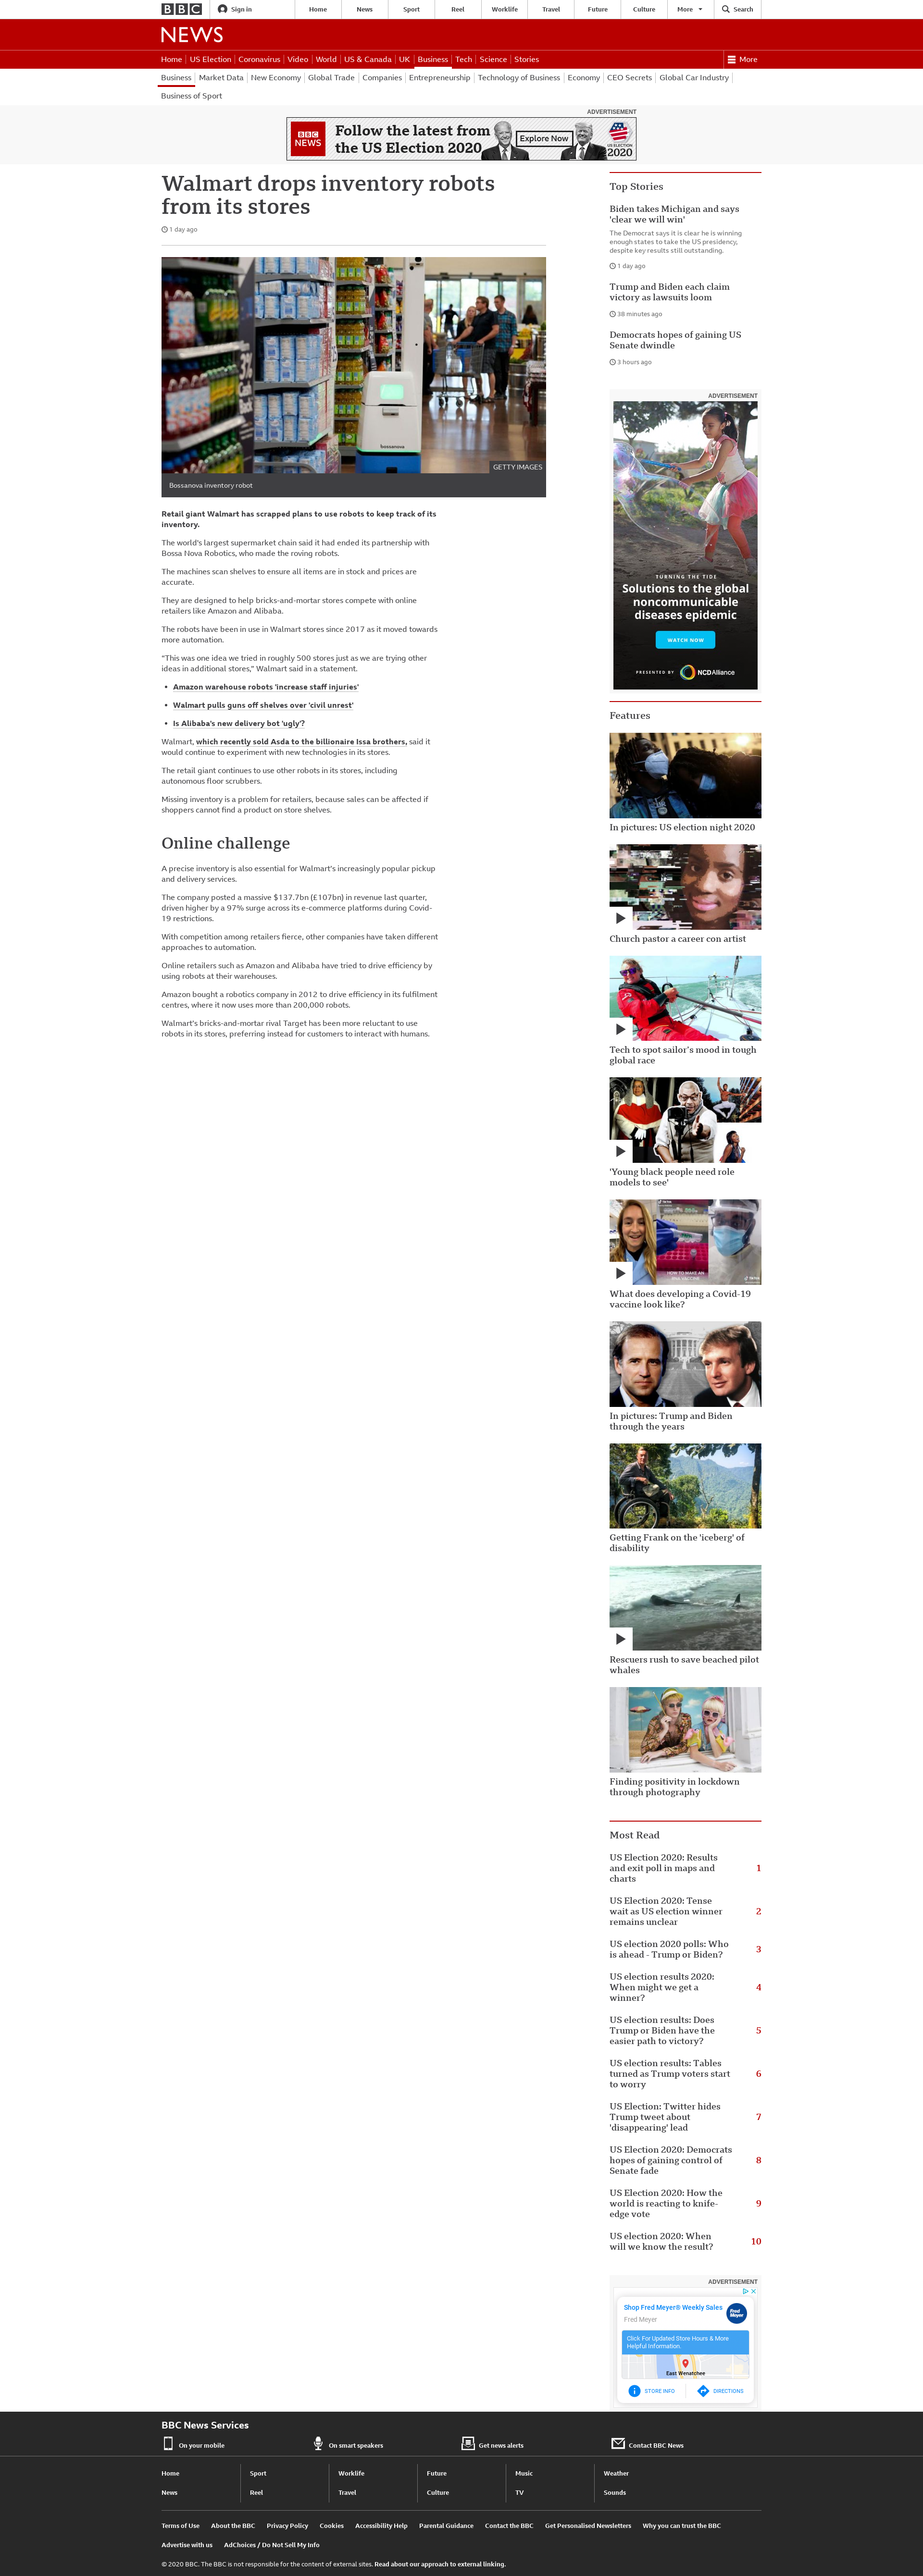 BBC
Sign in
Home
News
Sport
Reel
Worklife
Travel
Future
Culture
More
Search
NEWS
Home
US Election
Coronavirus
Video
World
US & Canada
UK
Business
Tech
Science
Stories
More
Business
Market Data
New Economy
Global Trade
Companies
Entrepreneurship
Technology of Business
Economy
CEO Secrets
Global Car Industry
Business of Sport
ADVERTISEMENT
BBC
NEWS
Follow the latest from
the US Election 2020
Explore Now
US ELECTION
2020
Walmart drops inventory robots
from its stores
1 day ago
bossanova
GETTY IMAGES
Bossanova inventory robot
Retail giant Walmart has scrapped plans to use robots to keep track of its
inventory.
The world's largest supermarket chain said it had ended its partnership with
Bossa Nova Robotics, who made the roving robots.
The machines scan shelves to ensure all items are in stock and prices are
accurate.
They are designed to help bricks-and-mortar stores compete with online
retailers like Amazon and Alibaba.
The robots have been in use in Walmart stores since 2017 as it moved towards
more automation.
“This was one idea we tried in roughly 500 stores just as we are trying other
ideas in additional stores,” Walmart said in a statement.
• Amazon warehouse robots 'increase staff injuries'
• Walmart pulls guns off shelves over 'civil unrest'
• Is Alibaba's new delivery bot 'ugly'?
Walmart, which recently sold Asda to the billionaire Issa brothers, said it
would continue to experiment with new technologies in its stores.
The retail giant continues to use other robots in its stores, including
autonomous floor scrubbers.
Missing inventory is a problem for retailers, because sales can be affected if
shoppers cannot find a product on store shelves.
Online challenge
A precise inventory is also essential for Walmart's increasingly popular pickup
and delivery services.
The company posted a massive $137.7bn (£107bn) in revenue last quarter,
driven higher by a 97% surge across its e-commerce platforms during Covid-
19 restrictions.
With competition among retailers fierce, other companies have taken different
approaches to automation.
Online retailers such as Amazon and Alibaba have tried to drive efficiency by
using robots at their warehouses.
Amazon bought a robotics company in 2012 to drive efficiency in its fulfilment
centres, where it now uses more than 200,000 robots.
Walmart's bricks-and-mortar rival Target has been more reluctant to use
robots in its stores, preferring instead for customers to interact with humans.
Top Stories
Biden takes Michigan and says
'clear we will win'
The Democrat says it is clear he is winning
enough states to take the US presidency,
despite key results still outstanding.
1 day ago
Trump and Biden each claim
victory as lawsuits loom
38 minutes ago
Democrats hopes of gaining US
Senate dwindle
3 hours ago
ADVERTISEMENT
TURNING THE TIDE
Solutions to the global
noncommunicable
diseases epidemic
WATCH NOW
PRESENTED BY
NCDAlliance
Features
In pictures: US election night 2020
Church pastor a career con artist
Tech to spot sailor's mood in tough
global race
'Young black people need role
models to see'
TikTok
HOW TO MAKE AN
TikTok
What does developing a Covid-19
vaccine look like?
In pictures: Trump and Biden
through the years
Getting Frank on the 'iceberg' of
disability
Rescuers rush to save beached pilot
whales
Finding positivity in lockdown
through photography
Most Read
US Election 2020: Results
and exit poll in maps and
charts
1
US Election 2020: Tense
wait as US election winner
remains unclear
2
US election 2020 polls: Who
is ahead - Trump or Biden?
3
US election results 2020:
When might we get a
winner?
4
US election results: Does
Trump or Biden have the
easier path to victory?
5
US election results: Tables
turned as Trump voters start
to worry
6
US Election: Twitter hides
Trump tweet about
'disappearing' lead
7
US Election 2020: Democrats
hopes of gaining control of
Senate fade
8
US Election 2020: How the
world is reacting to knife-
edge vote
9
US election 2020: When
will we know the result?
10
ADVERTISEMENT
Shop Fred Meyer® Weekly Sales
Fred Meyer
Fred Meyer
Click For Updated Store Hours & More
Helpful Information.
East Wenatchee
STORE INFO
DIRECTIONS
BBC News Services
On your mobile
On smart speakers
Get news alerts
Contact BBC News
Home
Sport
Worklife
Future
Music
Weather
News
Reel
Travel
Culture
TV
Sounds
Terms of Use
About the BBC
Privacy Policy
Cookies
Accessibility Help
Parental Guidance
Contact the BBC
Get Personalised Newsletters
Why you can trust the BBC
Advertise with us
AdChoices / Do Not Sell My Info
© 2020 BBC. The BBC is not responsible for the content of external sites. Read about our approach to external linking.